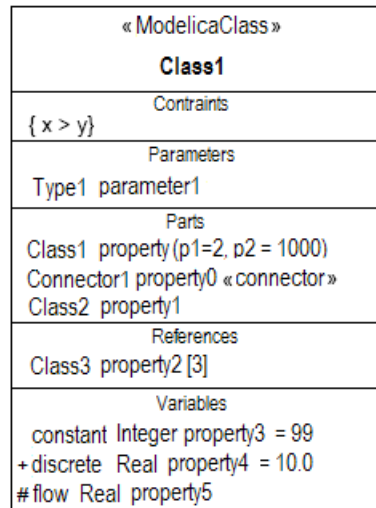 «ModelicaClass»
Class1
Contraints
{ x > y}
Parameters
Type1 parameter1
Parts
Class1 property(p1=2, p2 = 1000)
Connector1 property0 «connector»
Class2 property1
References
Class3 property2 [3]
Variables
constant Integer property3 = 99
+ discrete Real property4 = 10.0
# flow Real property5